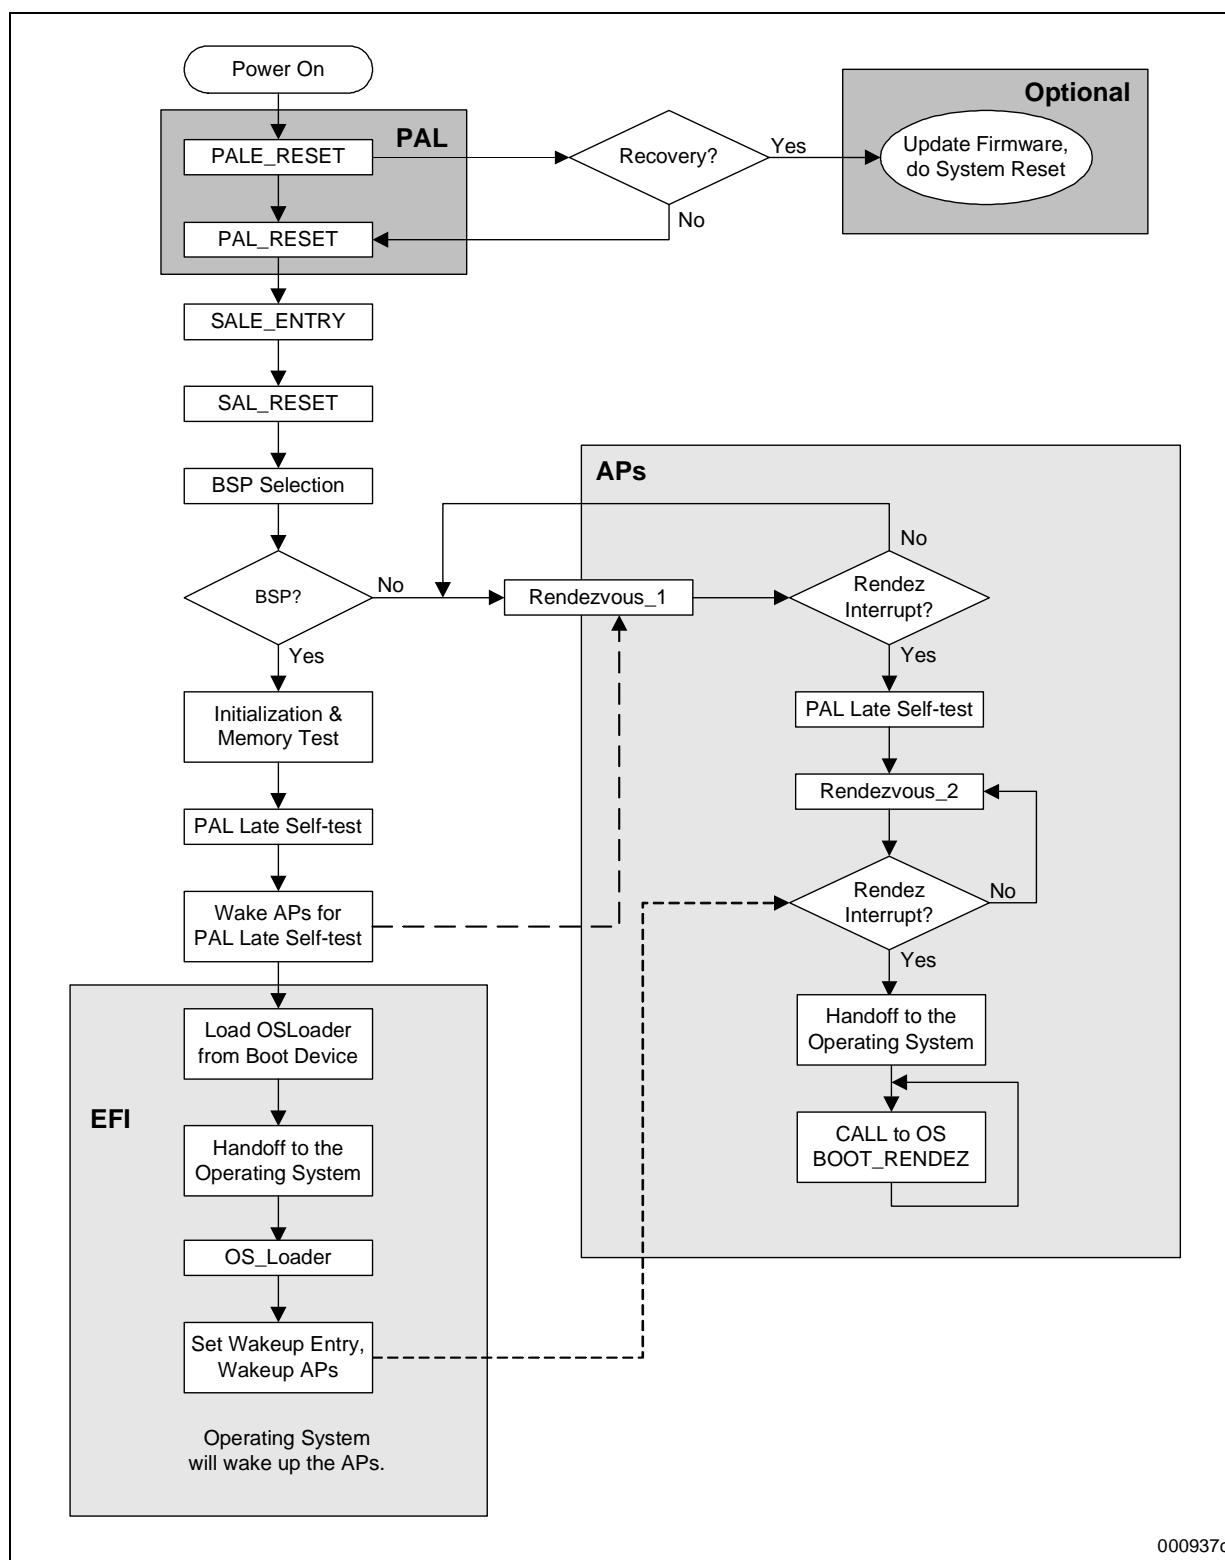 Power On
Optional
PAL
PALE_RESET
Recovery?
Yes
Update Firmware,
do System Reset
No
PAL_RESET
SALE_ENTRY
SAL_RESET
BSP Selection
APs
No
BSP?
No
Rendezvous_1
Rendez
Interrupt?
Yes
Yes
Initialization &
Memory Test
PAL Late Self-test
Rendezvous_2
PAL Late Self-test
Rendez
Interrupt?
No
Wake APs for
PAL Late Self-test
Yes
Load OSLoader
from Boot Device
Handoff to the
Operating System
EFI
Handoff to the
Operating System
CALL to OS
BOOT_RENDEZ
OS_Loader
Set Wakeup Entry,
Wakeup APs
Operating System
will wake up the APs.